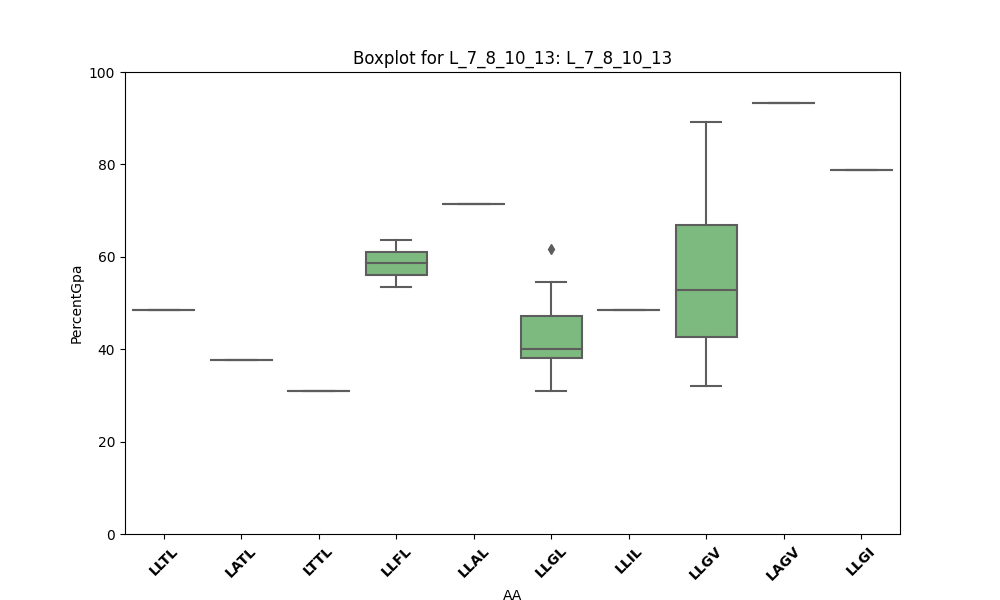 Boxplot for L_7_8_10_13: L_7_8_10_13
PercentGpa
100
80
60
40
20
0
LLTL
LATL
LTTL
LLFL
LLAL
LLGL
LLIL
LLGV
LAGV
LLGI
AA